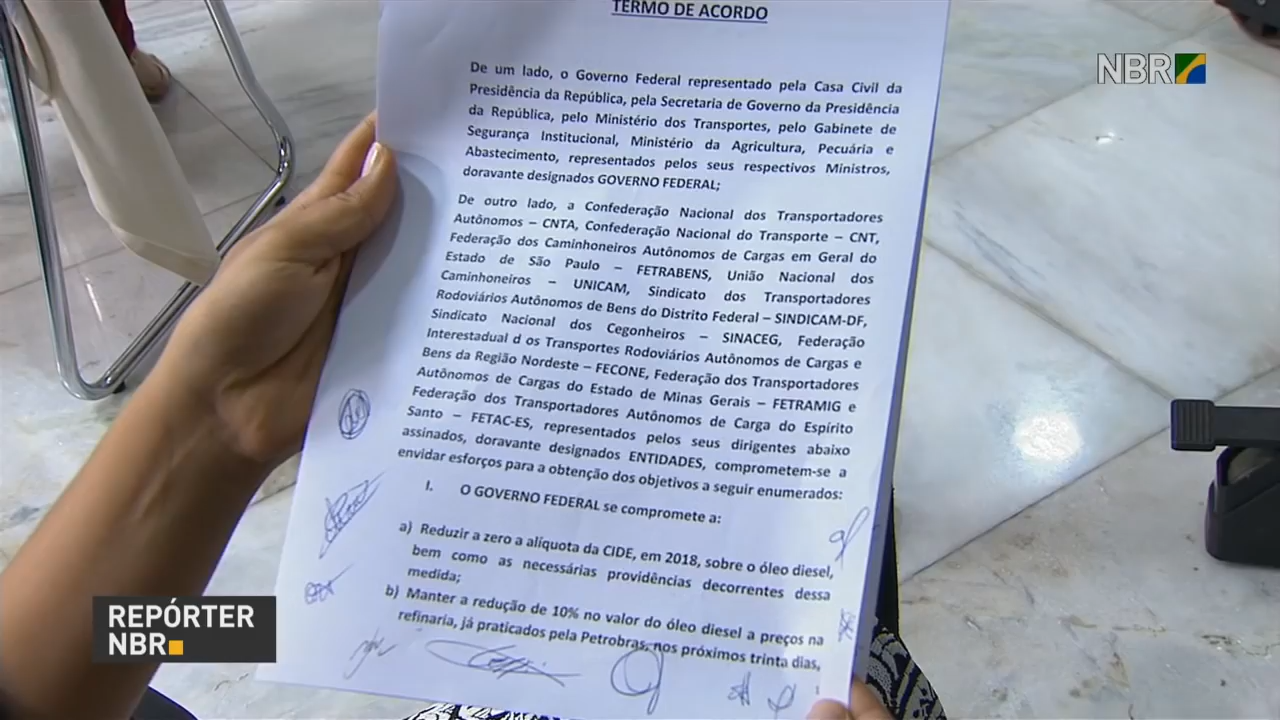 TERMO DE ACORDO
NBR
De um lado, o Governo Federal representado pela Casa Civil da
Presidência da República, pela Secretaria de Governo da Presidência
da República, pelo Ministério dos Transportes, pelo Gabinete de
Segurança Institucional, Ministério da Agricultura, Pecuária e
Abastecimento, representados pelos seus respectivos Ministros,
doravante designados GOVERNO FEDERAL;
De outro lado, a Confederação Nacional dos Transportadores
Autônomos – CNTA, Confederação Nacional do Transporte – CNT,
Federação dos Caminhoneiros Autônomos de Cargas em Geral do
Estado de São Paulo – FETRABENS, União Nacional dos
Caminhoneiros – UNICAM, Sindicato dos Transportadores
Rodoviários Autônomos de Bens do Distrito Federal – SINDICAM-DF,
Sindicato Nacional dos Cegonheiros – SINACEG, Federação
Interestadual d os Transportes Rodoviários Autônomos de Cargas e
Bens da Região Nordeste – FECONE, Federação dos Transportadores
Autônomos de Cargas do Estado de Minas Gerais – FETRAMIG e
Federação dos Transportadores Autônomos de Carga do Espírito
Santo – FETAC-ES, representados pelos seus dirigentes abaixo
assinados, doravante designados ENTIDADES, comprometem-se a
envidar esforços para a obtenção dos objetivos a seguir enumerados:
I. O GOVERNO FEDERAL se compromete a:
a) Reduzir a zero a alíquota da CIDE, em 2018, sobre o óleo diesel,
bem como as necessárias providências decorrentes dessa
medida;
b) Manter a redução de 10% no valor do óleo diesel a preços na
refinaria, já praticados pela Petrobras, nos próximos trinta dias,
REPÓRTER
NBR